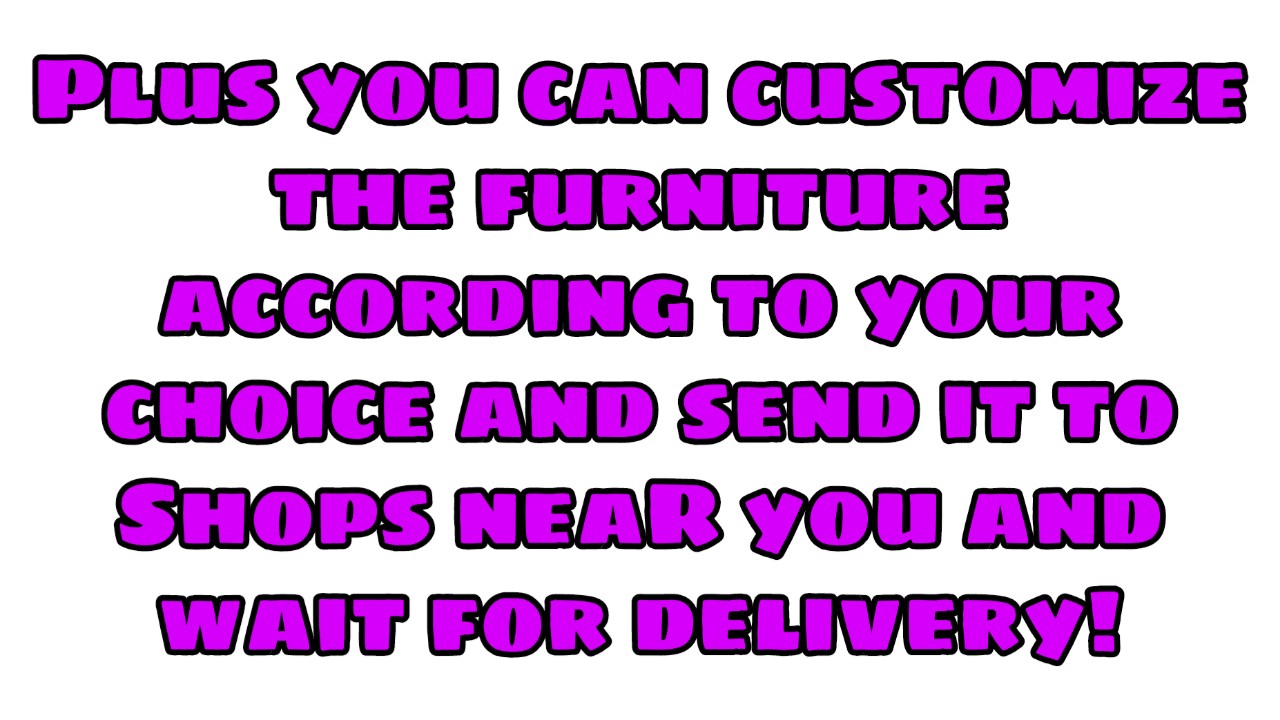 Plus you can customize
the furniture
according to your
choice and send it to
Shops neaR you and
wait for delivery!